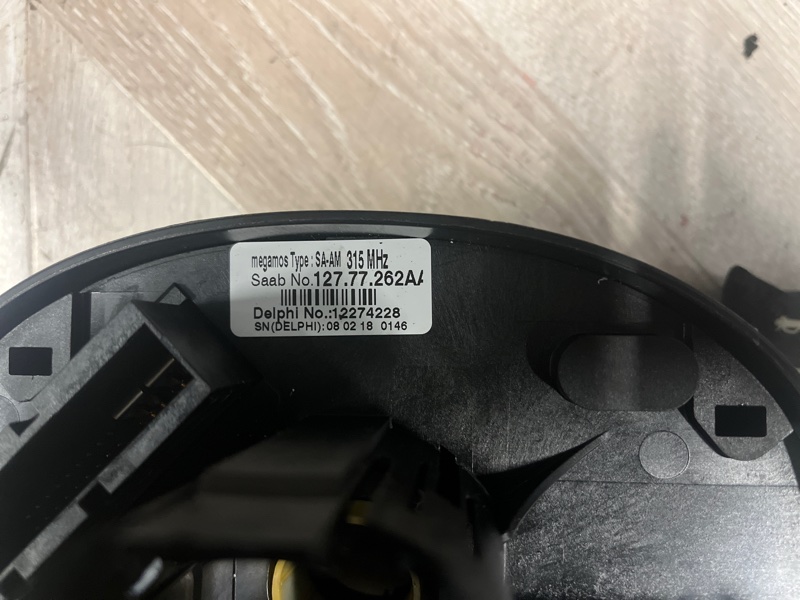 megamos Type : SA-AM 315 MHz
Saab No.127.77.262AA
Delphi No.:12274228
SN(DELPHI):08 02 18 0146